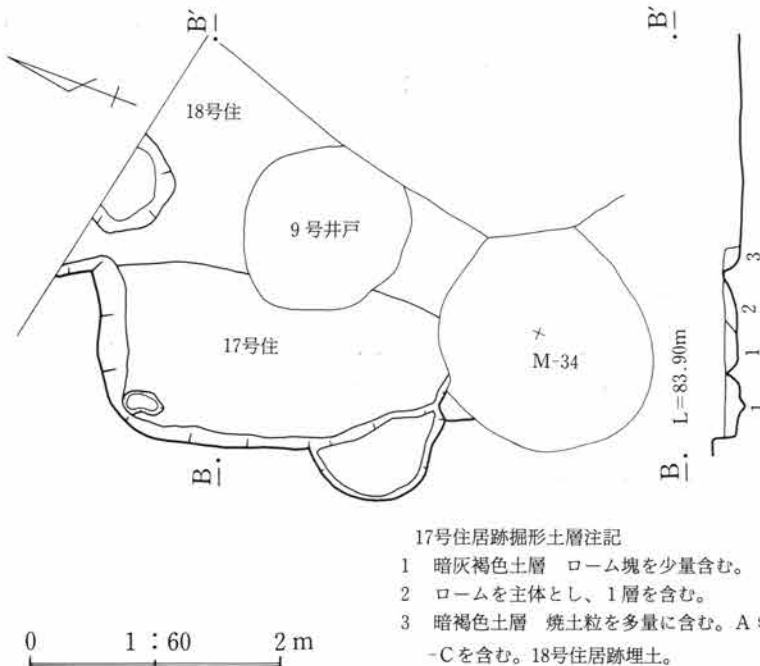 B'
B'
18号住
9号井戸
17号住
M-34
3
2
1
1
L=83.90m
B
B
17号住居跡掘形土層注記
1 暗灰褐色土層 ローム塊を少量含む。
2 ロームを主体とし、1層を含む。
3 暗褐色土層 焼土粒を多量に含む。A
-Cを含む。18号住居跡埋土。
0 1:60 2m